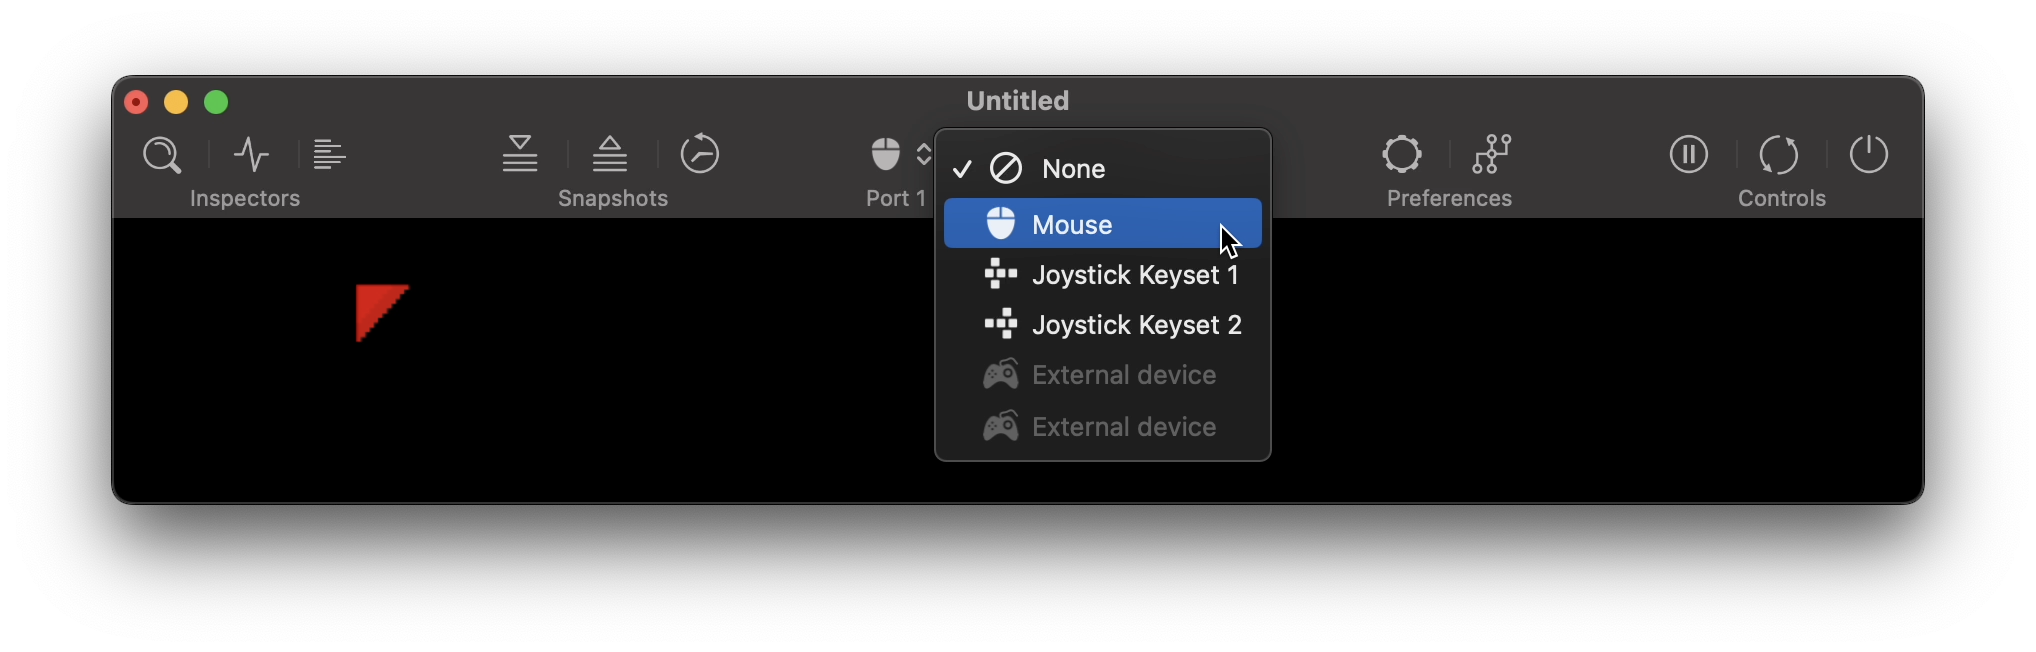 Untitled
Inspectors
Snapshots
Port 1
Preferences
Controls
None
Mouse
Joystick Keyset 1
Joystick Keyset 2
External device
External device